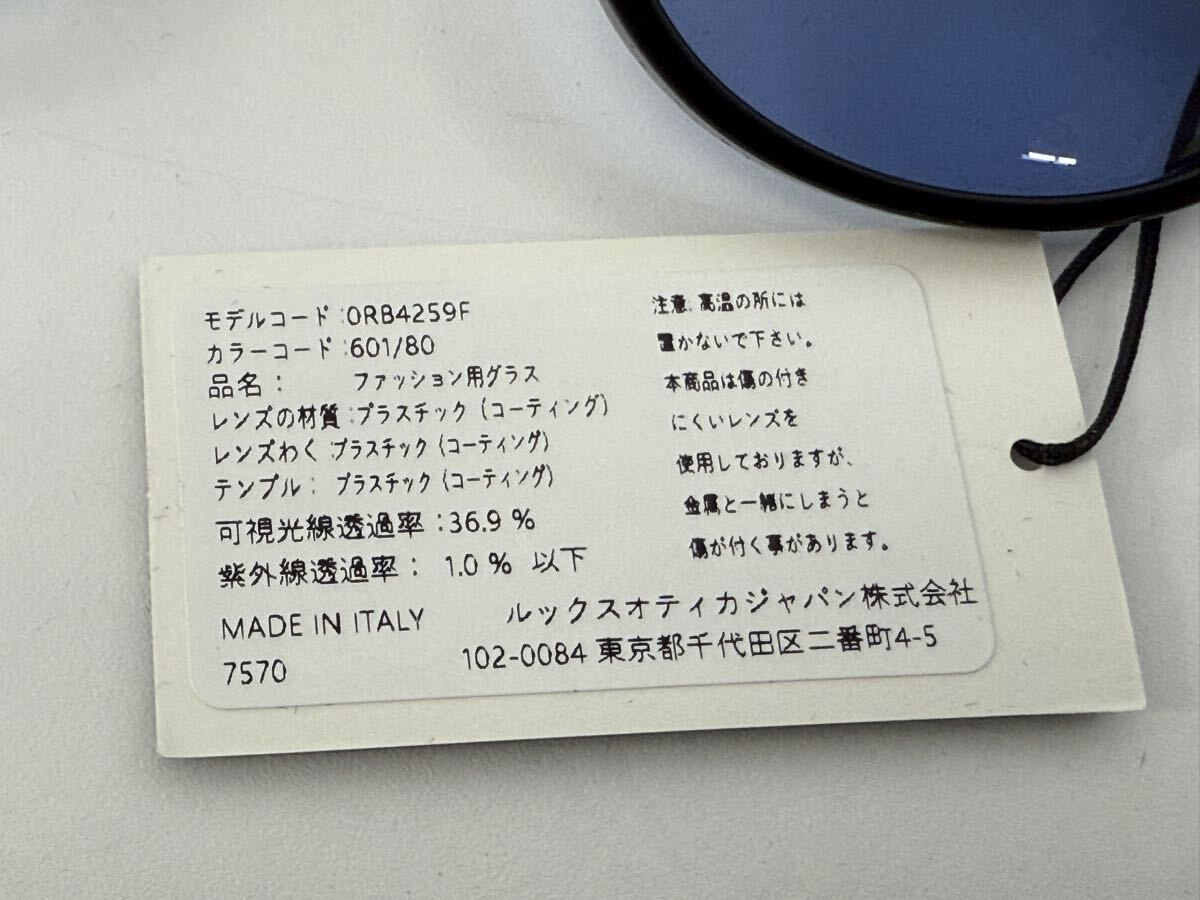 モデルコード :0RB4259F
カラーコード :601/80
品名： ファッション用グラス
レンズの材質 :プラスチック (コーティング)
レンズわく :プラスチック (コーティング)
テンプル： プラスチック (コーティング)
可視光線透過率 :36.9 %
紫外線透過率： 1.0 % 以下
MADE IN ITALY
7570
注意: 高温の所には
置かないで下さい。
本商品は傷の付き
にくいレンズを
使用しておりますが、
金属と一緒にしまうと
傷が付く事があります。
ルックスオティカジャパン株式会社
102-0084 東京都千代田区二番町4-5